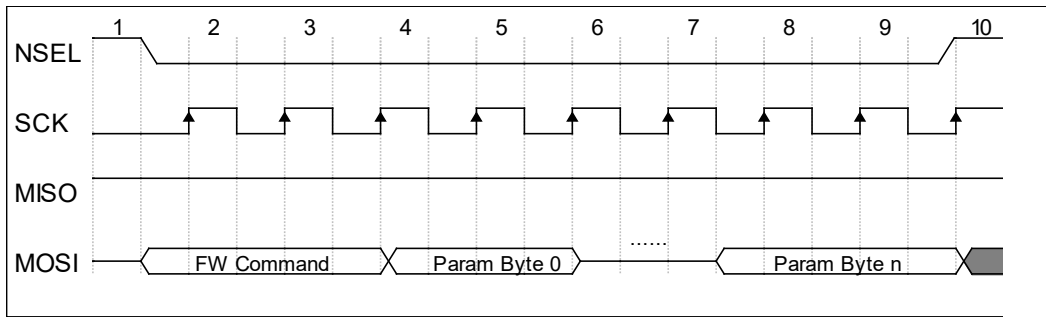 1 2 3 4 5 6 7 8 9 10
NSEL
SCK
MISO
......
MOSI FW Command Param Byte 0 Param Byte n